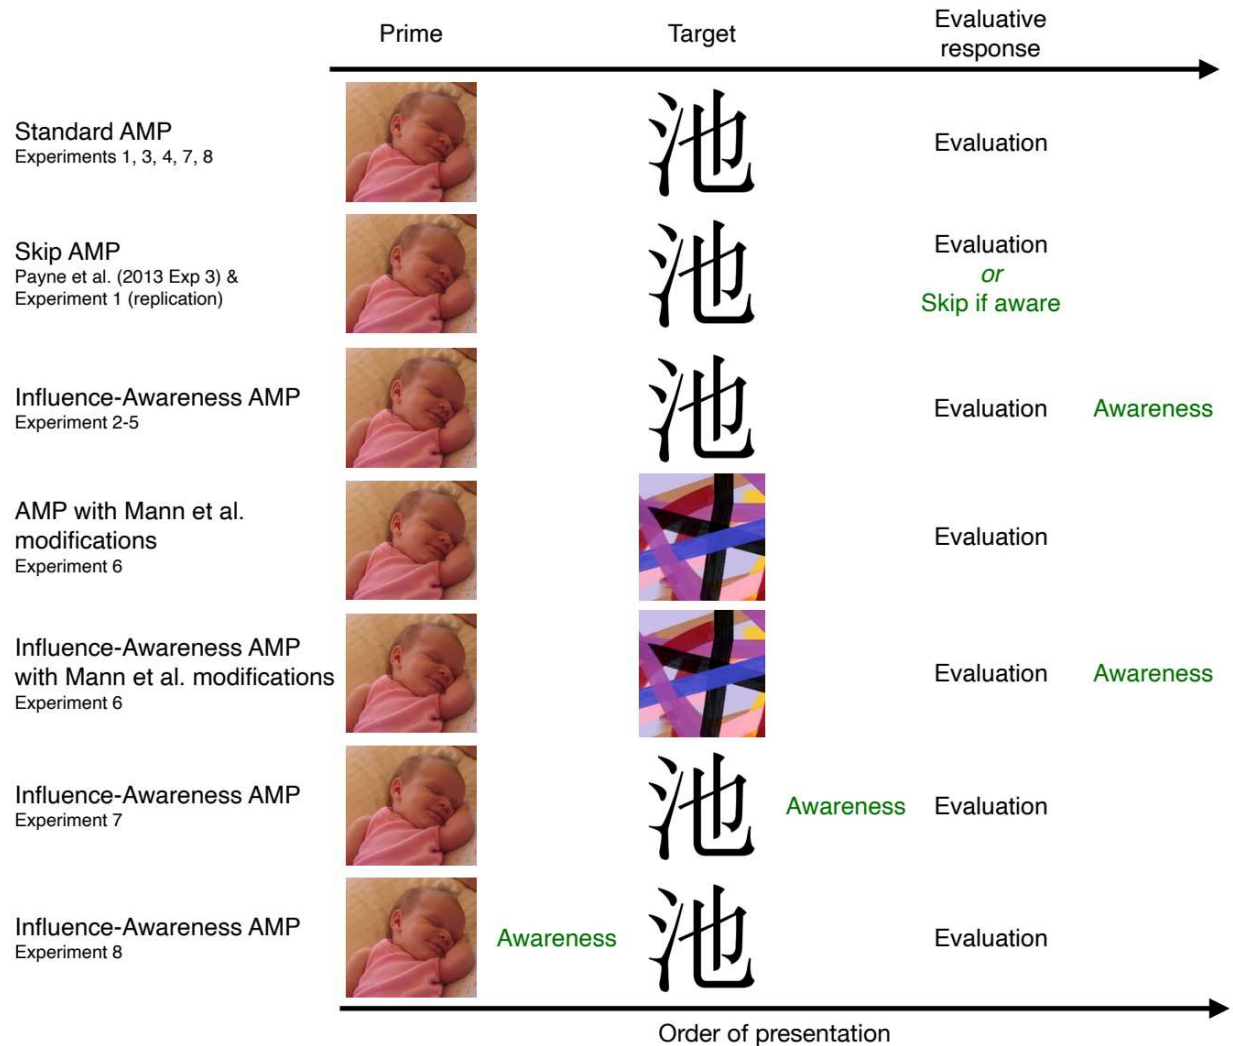 Prime
Target
Evaluative
response
Standard AMP
Experiments 1, 3, 4, 7, 8
池
Evaluation
Skip AMP
Payne et al. (2013 Exp 3) &
Experiment 1 (replication)
池
Evaluation
or
Skip if aware
Influence-Awareness AMP
Experiment 2-5
池
Evaluation
Awareness
AMP with Mann et al.
modifications
Experiment 6
Evaluation
Influence-Awareness AMP
with Mann et al. modifications
Experiment 6
Evaluation
Awareness
Influence-Awareness AMP
Experiment 7
池
Awareness
Evaluation
Influence-Awareness AMP
Experiment 8
Awareness
池
Evaluation
Order of presentation